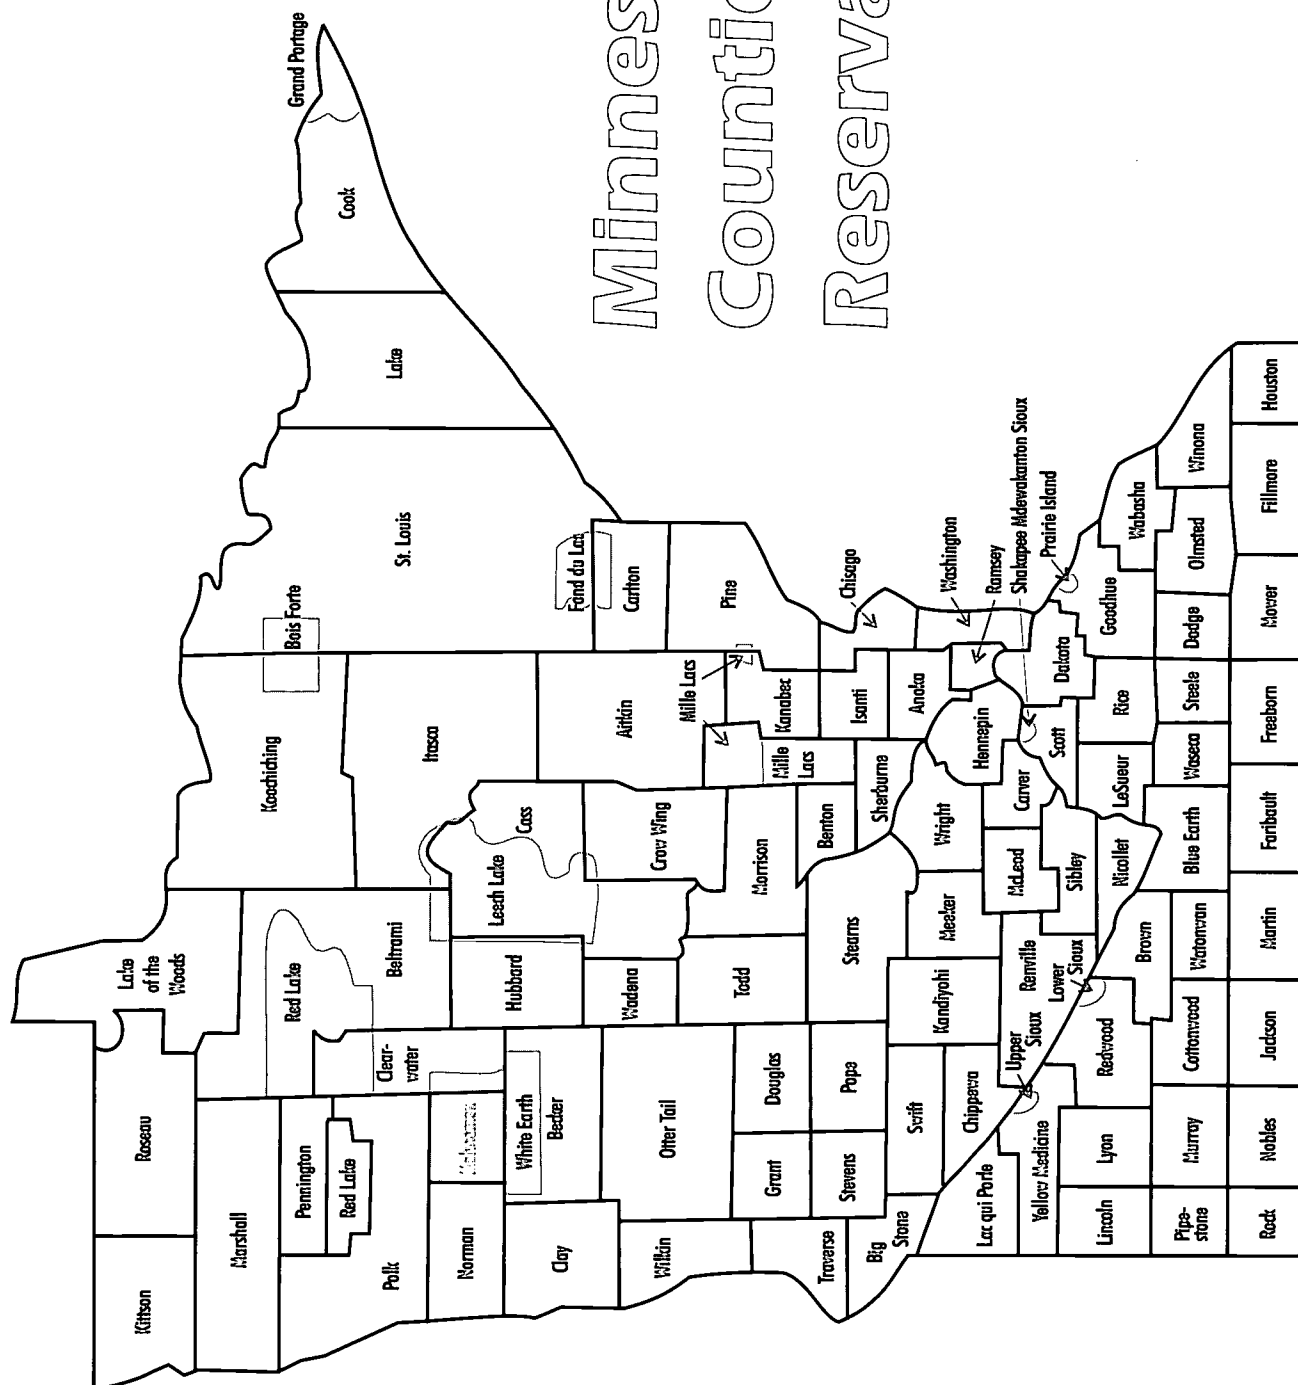 Minnes
Counti
Reserva
Kittson
Roseau
Lake
of the
Woods
Marshall
Koochiching
Bois Forte
Grand Portage
Cook
Lake
Pennington
Red Lake
Red Lake
Beltrami
Polk
Clear-
water
Itasca
St. Louis
Norman
Mahnomen
Leech Lake
Cass
Hubbard
White Earth
Becker
Clay
Fond du Lac
Carlton
Aitkin
Wadena
Crow Wing
Wilkin
Otter Tail
Mille Lacs
Pine
Todd
Morrison
Mille
Lacs
Kanabec
Grant
Douglas
Traverse
Benton
Stearns
Chisago
Isanti
Stevens
Pope
Big
Stone
Sherburne
Anoka
Washington
Swift
Kandiyohi
Meeker
Wright
Hennepin
Ramsey
Shakapee Mdewakanton Sioux
Prairie Island
Chippewa
Lac qui Parle
Upper
Sioux
Renville
Lower
Sioux
McLeod
Carver
Scott
Dakota
Yellow Medicine
Sibley
Lincoln
Lyon
Redwood
Brown
Nicollet
LeSueur
Rice
Goodhue
Wabasha
Pipe-
stone
Murray
Cottonwood
Watonwan
Blue Earth
Waseca
Steele
Dodge
Olmsted
Winona
Rock
Nobles
Jackson
Martin
Faribault
Freeborn
Mower
Fillmore
Houston